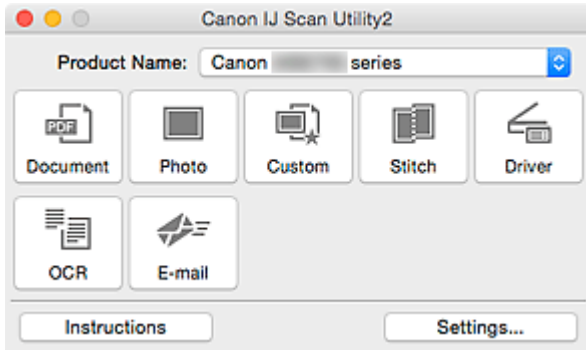 Canon IJ Scan Utility2
Product Name: Canon series
PDF
Document Photo Custom Stitch Driver
OCR E-mail
Instructions Settings...